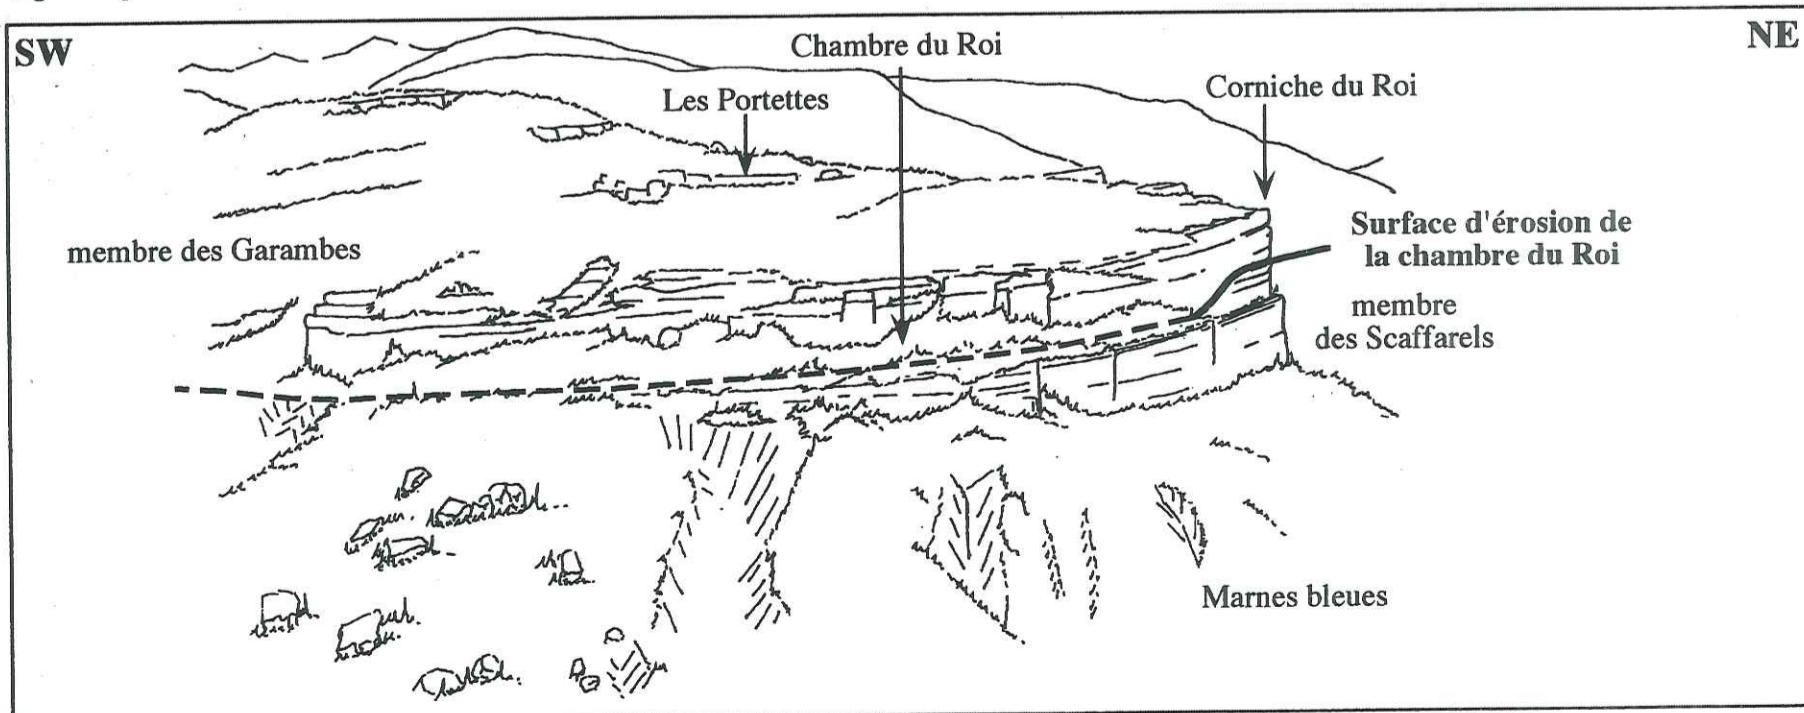 SW
NE
Chambre du Roi
Corniche du Roi
Les Portettes
Surface d'érosion de
la chambre du Roi
membre des Garambes
membre
des Scaffarels
Marnes bleues